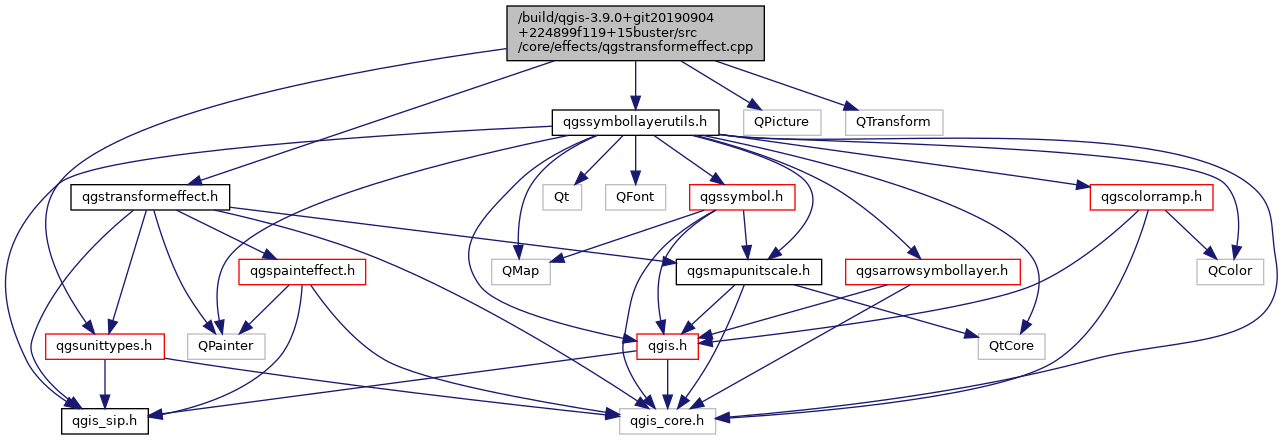 /build/qgis-3.9.0+git20190904
+224899f119+15buster/src
/core/effects/qgstransformeffect.cpp
qgssymbollayerutils.h
QPicture
QTransform
qgstransformeffect.h
Qt
QFont
qgssymbol.h
qgscolorramp.h
qgspainteffect.h
QMap
qgsmapunitscale.h
qgsarrowsymbollayer.h
QColor
qgsunittypes.h
QPainter
qgis.h
QtCore
qgis_sip.h
qgis_core.h